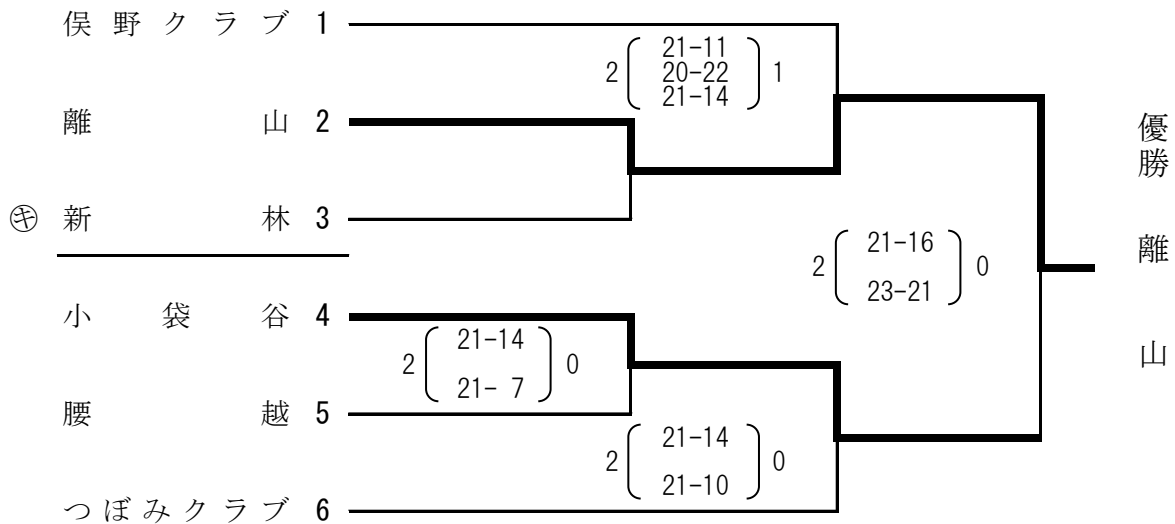 俣野クラブ 1
2 21-11 20-22 21-14 1
離山 2
㋖ 新林 3
2 21-16 23-21 0
優勝 離山
小袋谷 4
2 21-14 21- 7 0
腰越 5
2 21-14 21-10 0
つぼみクラブ 6